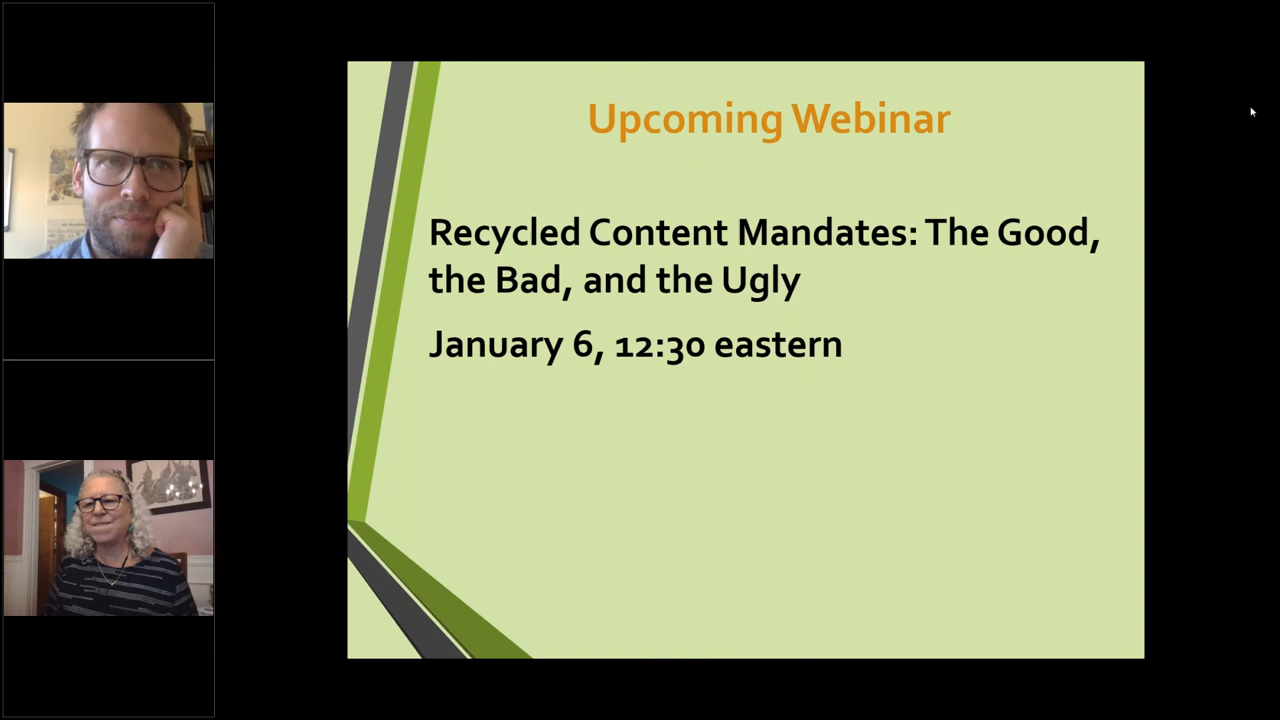 Upcoming Webinar
Recycled Content Mandates: The Good,
the Bad, and the Ugly
January 6, 12:30 eastern